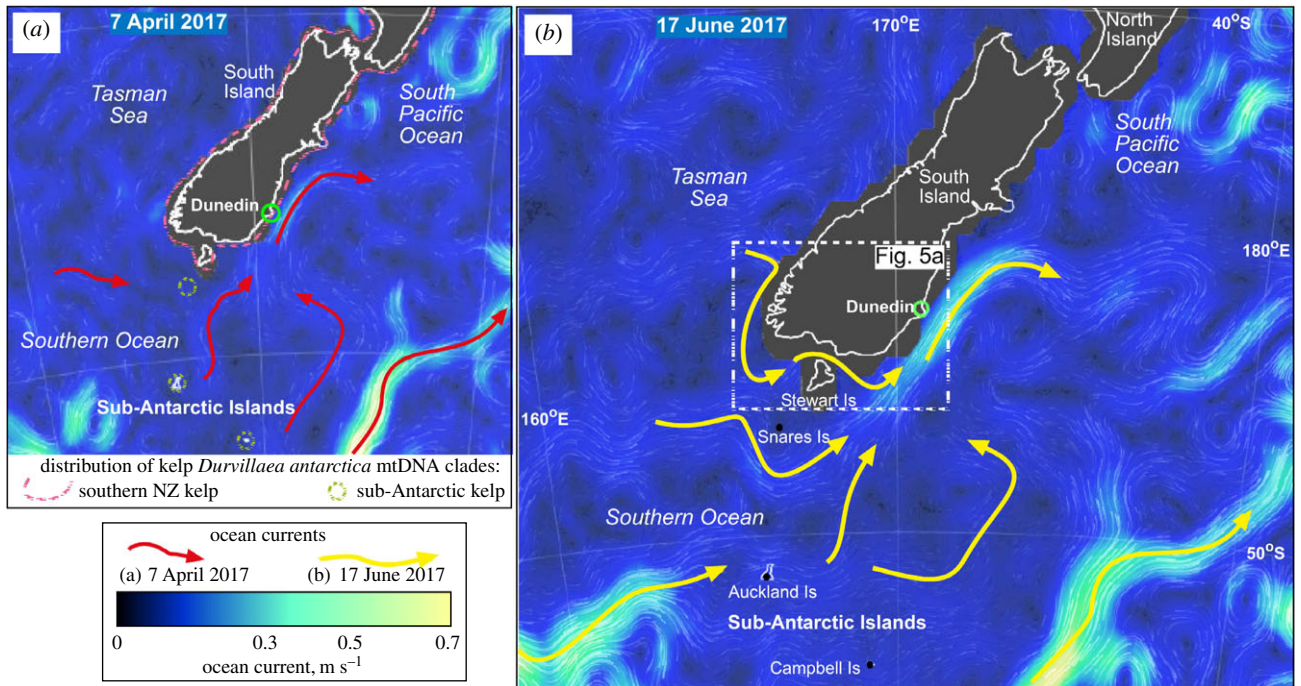 (a)
7 April 2017
North
Island
South
Island
Tasman
Sea
South
Pacific
Ocean
Dunedin
Southern Ocean
Sub-Antarctic Islands
distribution of kelp Durvillaea antarctica mtDNA clades:
southern NZ kelp
sub-Antarctic kelp
ocean currents
(a) 7 April 2017
(b) 17 June 2017
0
0.3
0.5
0.7
ocean current, m s⁻¹
(b)
17 June 2017
170°E
North
Island
40°S
South
Pacific
Ocean
Tasman
Sea
South
Island
Fig. 5a
180°E
Dunedin
Stewart Is
160°E
Snares Is
Southern Ocean
50°S
Auckland Is
Sub-Antarctic Islands
Campbell Is